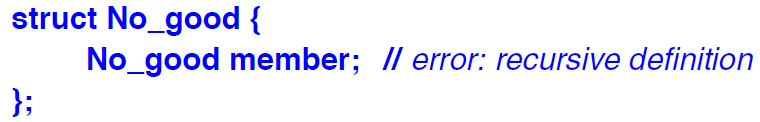 struct No_good {
No_good member; // error: recursive definition
};